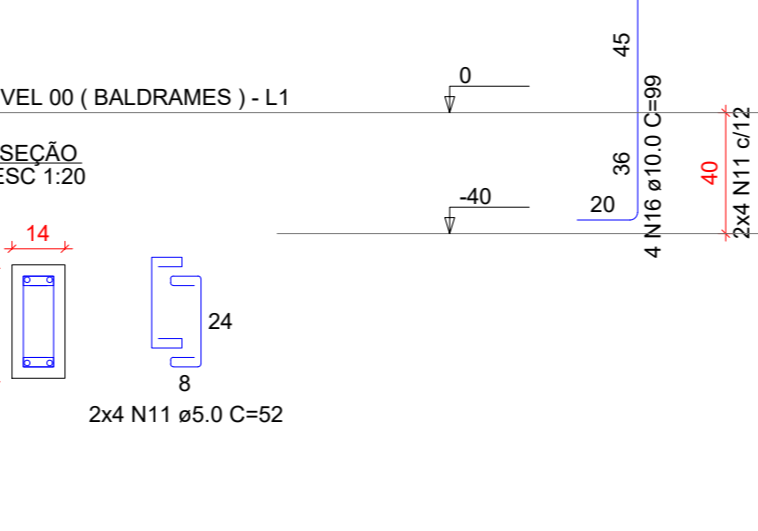 45
0
VEL 00 ( BALDRAMES ) - L1
4 N16 ø10.0 C=99
2x4 N11 c/12
SEÇÃO
ESC 1:20
36
40
-40
20
14
24
8
2x4 N11 ø5.0 C=52